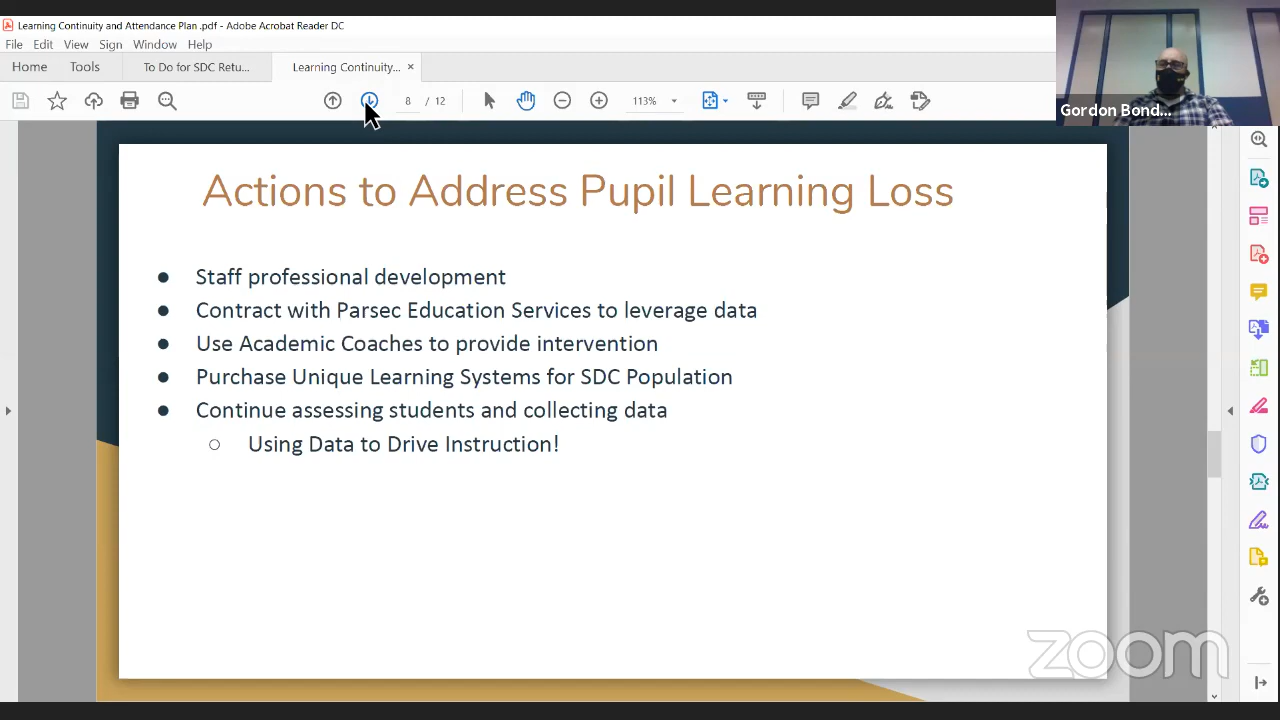 Learning Continuity and Attendance Plan .pdf - Adobe Acrobat Reader DC
File Edit View Sign Window Help
Home Tools To Do for SDC Retu... Learning Continuity... ×
8 / 12 113%
Gordon Bond...
Actions to Address Pupil Learning Loss
● Staff professional development
● Contract with Parsec Education Services to leverage data
● Use Academic Coaches to provide intervention
● Purchase Unique Learning Systems for SDC Population
● Continue assessing students and collecting data
○ Using Data to Drive Instruction!
zoom